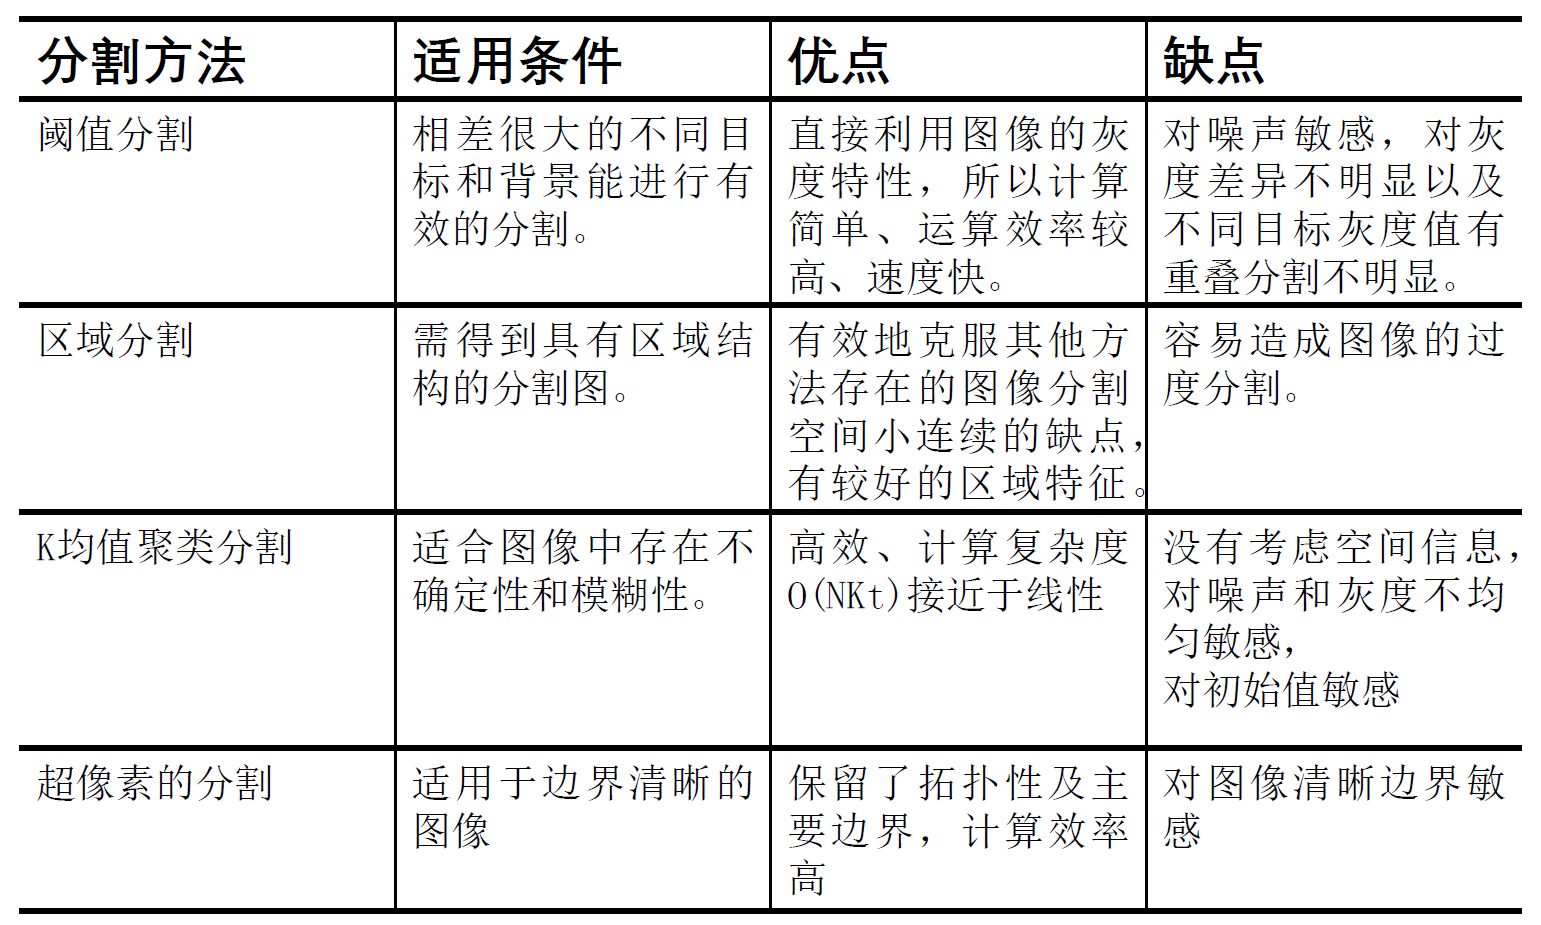 分割方法
适用条件
优点
缺点
阈值分割
相差很大的不同目
标和背景能进行有
效的分割。
直接利用图像的灰
度特性，所以计算
简单、运算效率较
高、速度快。
对噪声敏感，对灰
度差异不明显以及
不同目标灰度值有
重叠分割不明显。
区域分割
需得到具有区域结
构的分割图。
有效地克服其他方
法存在的图像分割
空间小连续的缺点，
有较好的区域特征。
容易造成图像的过
度分割。
K均值聚类分割
适合图像中存在不
确定性和模糊性。
高效、计算复杂度
O(NKt)接近于线性
没有考虑空间信息，
对噪声和灰度不均
匀敏感，
对初始值敏感
超像素的分割
适用于边界清晰的
图像
保留了拓扑性及主
要边界，计算效率
高
对图像清晰边界敏
感